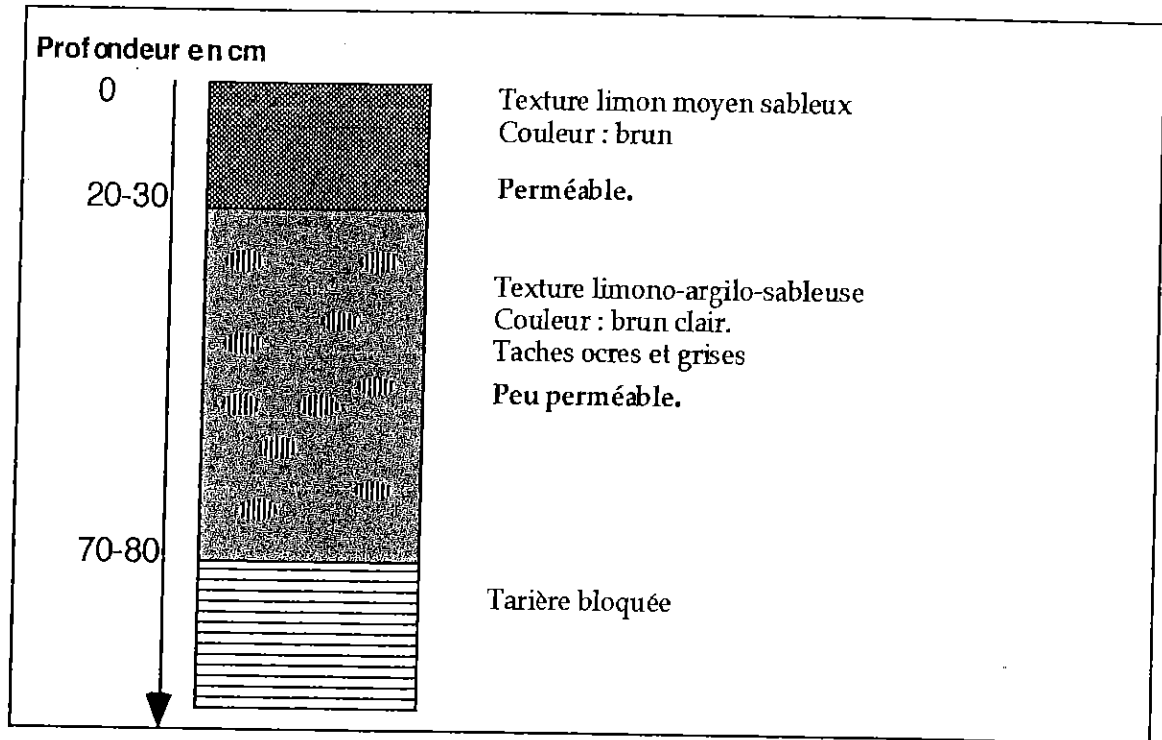 Profondeur en cm
0
Texture limon moyen sableux
Couleur : brun
20-30
Perméable.
Texture limono-argilo-sableuse
Couleur : brun clair.
Taches ocres et grises
Peu perméable.
70-80
Tarière bloquée